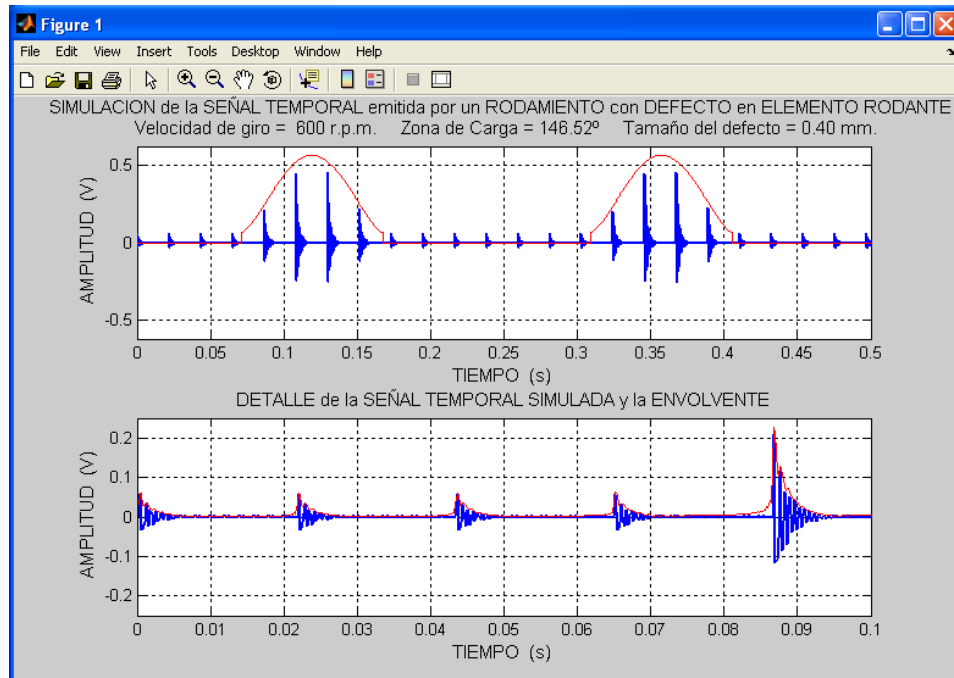 Figure 1
File Edit View Insert Tools Desktop Window Help
SIMULACION de la SEÑAL TEMPORAL emitida por un RODAMIENTO con DEFECTO en ELEMENTO RODANTE
Velocidad de giro = 600 r.p.m. Zona de Carga = 146.52º Tamaño del defecto = 0.40 mm.
AMPLITUD (V)
0.5
0
-0.5
0 0.05 0.1 0.15 0.2 0.25 0.3 0.35 0.4 0.45 0.5
TIEMPO (s)
DETALLE de la SEÑAL TEMPORAL SIMULADA y la ENVOLVENTE
AMPLITUD (V)
0.2
0.1
0
-0.1
-0.2
0 0.01 0.02 0.03 0.04 0.05 0.06 0.07 0.08 0.09 0.1
TIEMPO (s)